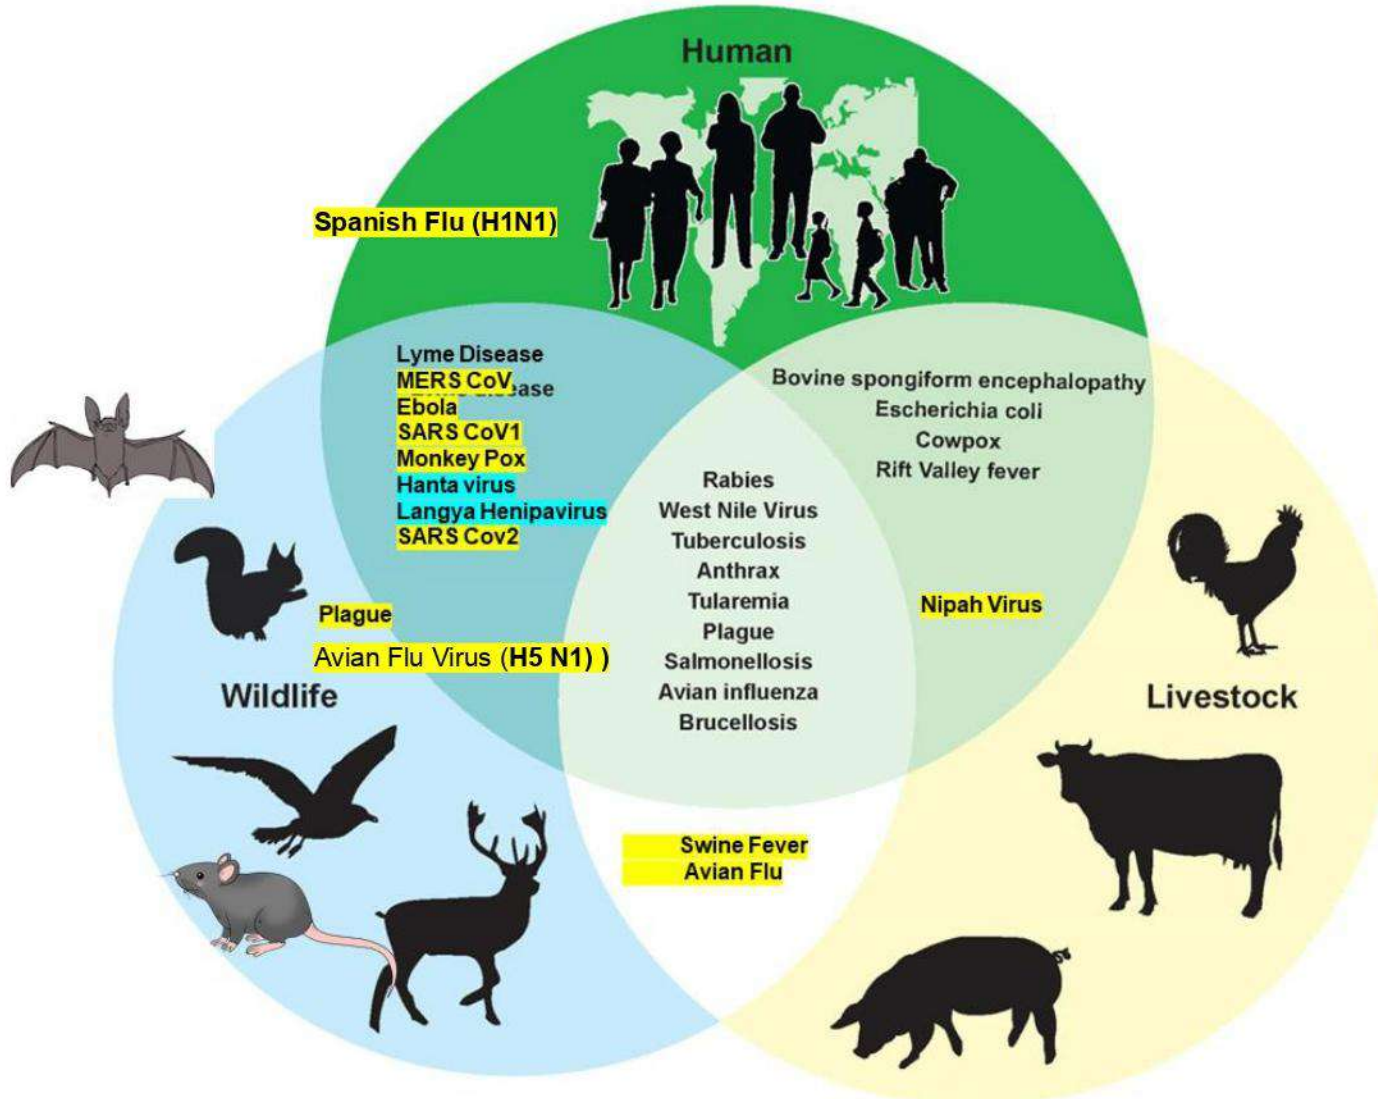 Human
Spanish Flu (H1N1)
Lyme Disease
MERS CoV
Ebola
SARS CoV1
Monkey Pox
Hanta virus
Langya Henipavirus
SARS Cov2
Plague
Avian Flu Virus (H5 N1) )
Wildlife
Bovine spongiform encephalopathy
Escherichia coli
Cowpox
Rift Valley fever
Rabies
West Nile Virus
Tuberculosis
Anthrax
Tularemia
Plague
Salmonellosis
Avian influenza
Brucellosis
Nipah Virus
Livestock
Swine Fever
Avian Flu